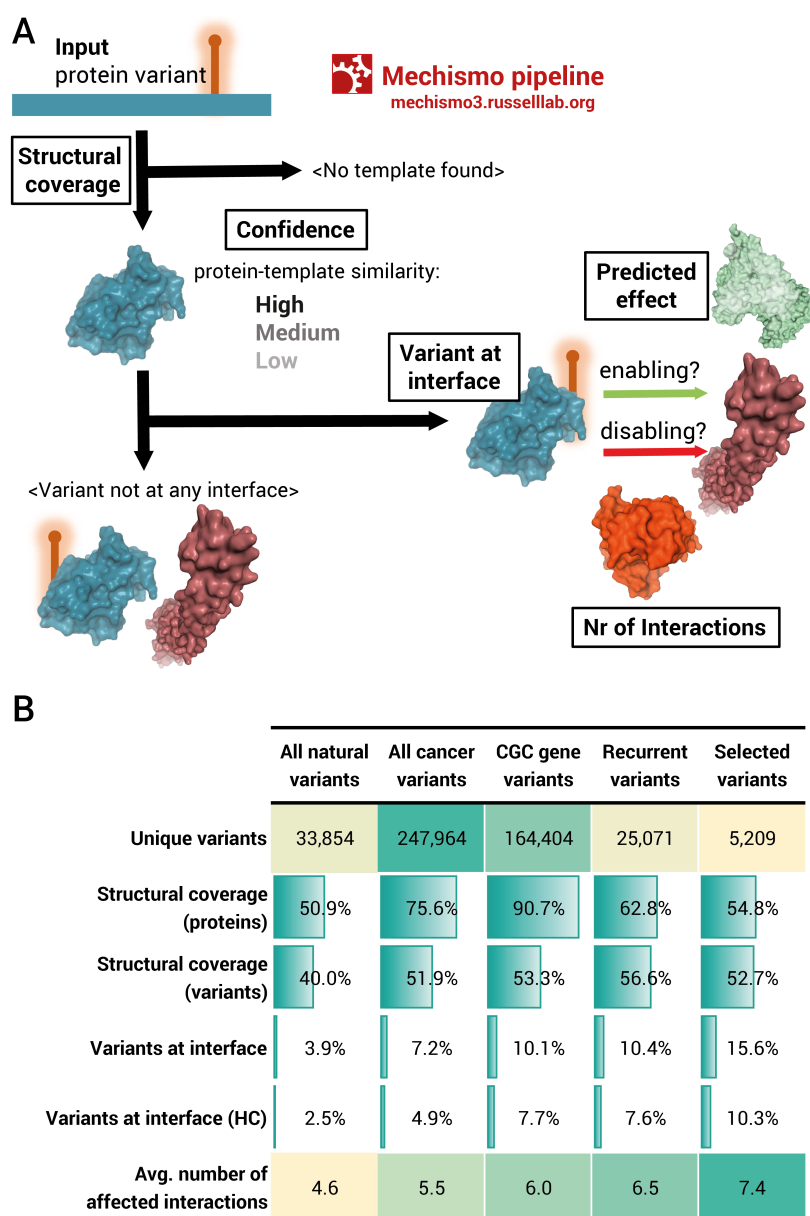 A
Input
protein variant
Mechismo pipeline
mechismo3.russelllab.org
Structural
coverage
<No template found>
Confidence
protein-template similarity:
High
Medium
Low
Predicted
effect
Variant at
interface
enabling?
disabling?
<Variant not at any interface>
Nr of Interactions
B
All natural variants All cancer variants CGC gene variants Recurrent variants Selected variants
Unique variants 33,854 247,964 164,404 25,071 5,209
Structural coverage (proteins) 50.9% 75.6% 90.7% 62.8% 54.8%
Structural coverage (variants) 40.0% 51.9% 53.3% 56.6% 52.7%
Variants at interface 3.9% 7.2% 10.1% 10.4% 15.6%
Variants at interface (HC) 2.5% 4.9% 7.7% 7.6% 10.3%
Avg. number of affected interactions 4.6 5.5 6.0 6.5 7.4